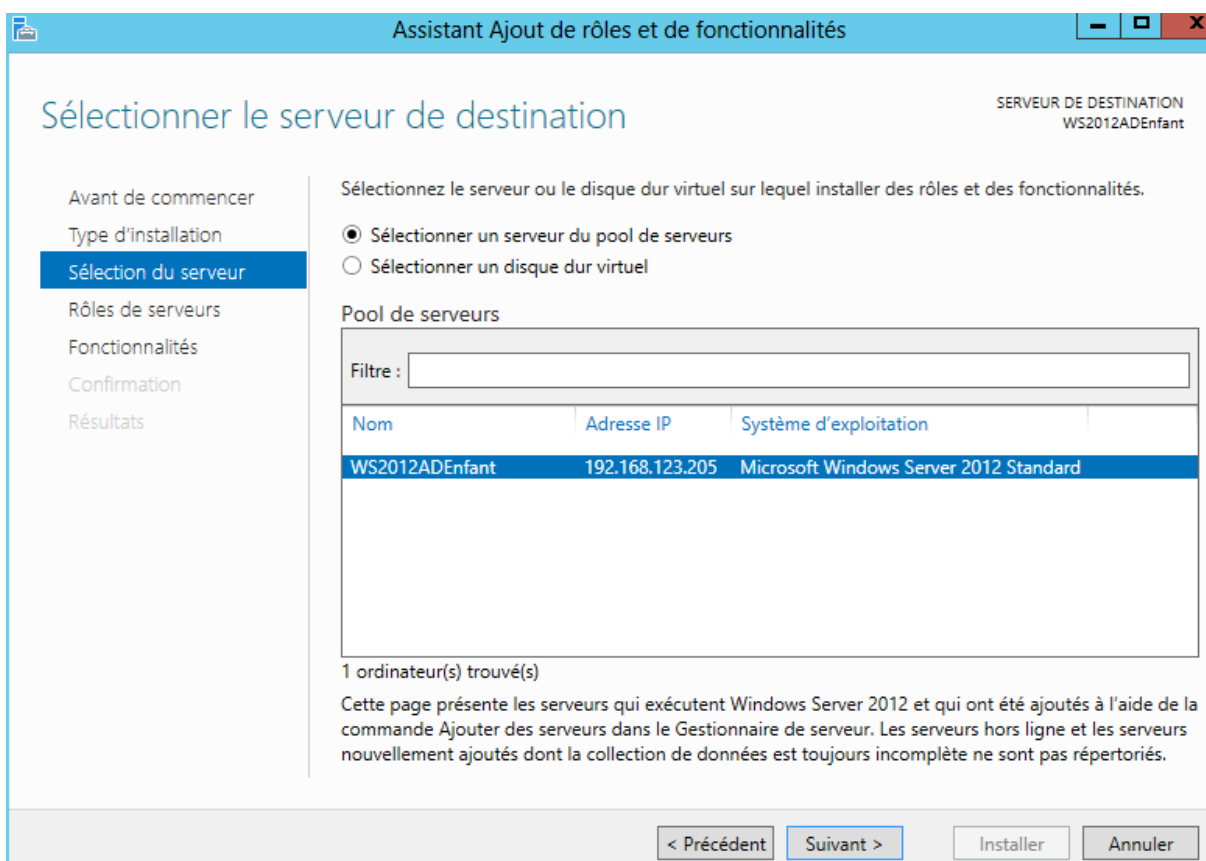 Assistant Ajout de rôles et de fonctionnalités
Sélectionner le serveur de destination
SERVEUR DE DESTINATION
WS2012ADEnfant
Avant de commencer
Type d'installation
Sélection du serveur
Rôles de serveurs
Fonctionnalités
Confirmation
Résultats
Sélectionnez le serveur ou le disque dur virtuel sur lequel installer des rôles et des fonctionnalités.
Sélectionner un serveur du pool de serveurs
Sélectionner un disque dur virtuel
Pool de serveurs
Filtre :
Nom Adresse IP Système d'exploitation
WS2012ADEnfant 192.168.123.205 Microsoft Windows Server 2012 Standard
1 ordinateur(s) trouvé(s)
Cette page présente les serveurs qui exécutent Windows Server 2012 et qui ont été ajoutés à l'aide de la
commande Ajouter des serveurs dans le Gestionnaire de serveur. Les serveurs hors ligne et les serveurs
nouvellement ajoutés dont la collection de données est toujours incomplète ne sont pas répertoriés.
< Précédent Suivant > Installer Annuler